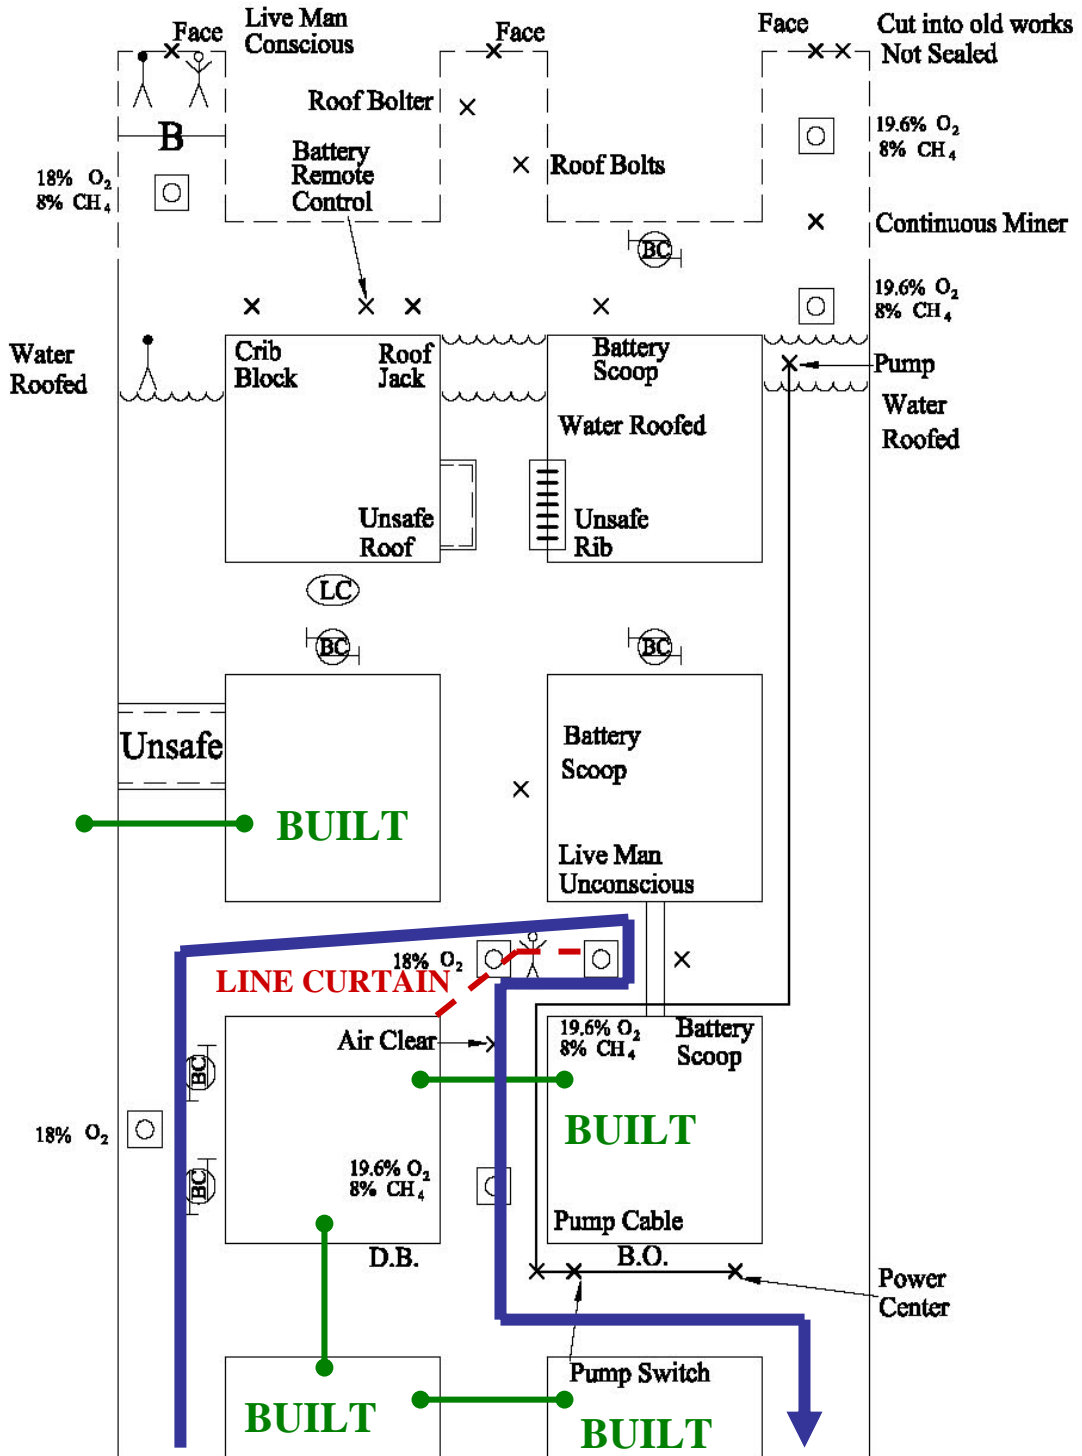 Face
Live Man
Conscious
Face
Face
Cut into old works
Not Sealed
Roof Bolter
B
Battery
Remote
Control
Roof Bolts
19.6% O₂
8% CH₄
18% O₂
8% CH₄
BC
Continuous Miner
19.6% O₂
8% CH₄
Water
Roofed
Crib
Block
Roof
Jack
Battery
Scoop
Pump
Water
Roofed
Water Roofed
Unsafe
Roof
Unsafe
Rib
LC
BC
BC
Unsafe
Battery
Scoop
BUILT
Live Man
Unconscious
18% O₂
LINE CURTAIN
Air Clear
19.6% O₂
8% CH₄
Battery
Scoop
BC
BUILT
18% O₂
BC
19.6% O₂
8% CH₄
Pump Cable
D.B.
B.O.
Power
Center
Pump Switch
BUILT
BUILT